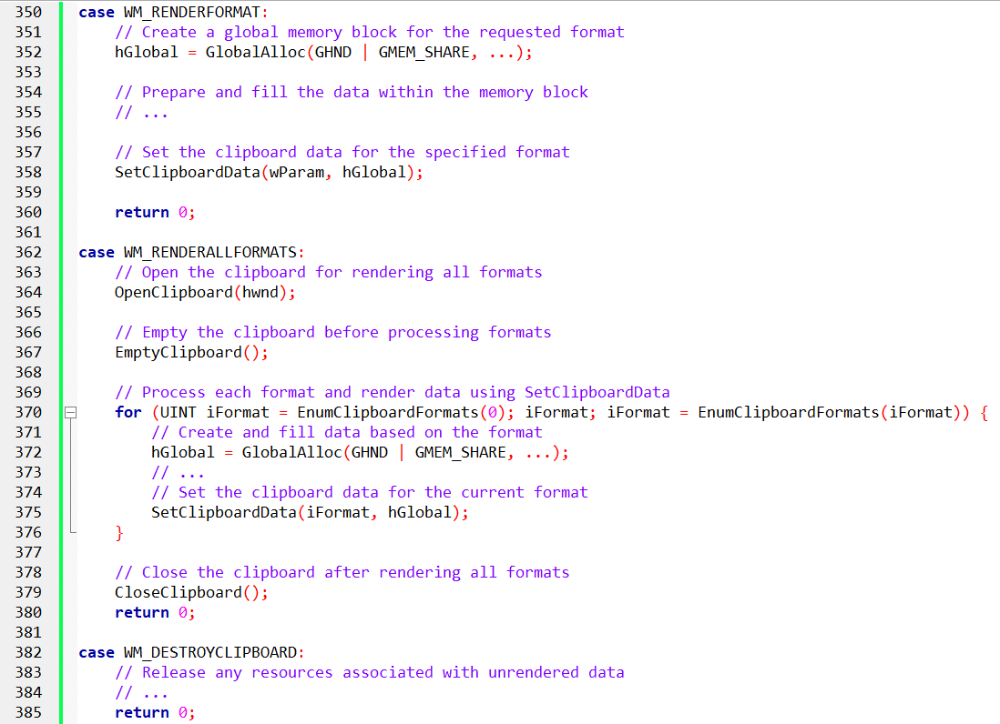 350 case WM_RENDERFORMAT:
351 // Create a global memory block for the requested format
352 hGlobal = GlobalAlloc(GHND | GMEM_SHARE, ...);
353
354 // Prepare and fill the data within the memory block
355 // ...
356
357 // Set the clipboard data for the specified format
358 SetClipboardData(wParam, hGlobal);
359
360 return 0;
361
362 case WM_RENDERALLFORMATS:
363 // Open the clipboard for rendering all formats
364 OpenClipboard(hwnd);
365
366 // Empty the clipboard before processing formats
367 EmptyClipboard();
368
369 // Process each format and render data using SetClipboardData
370 for (UINT iFormat = EnumClipboardFormats(0); iFormat; iFormat = EnumClipboardFormats(iFormat)) {
371 // Create and fill data based on the format
372 hGlobal = GlobalAlloc(GHND | GMEM_SHARE, ...);
373 // ...
374 // Set the clipboard data for the current format
375 SetClipboardData(iFormat, hGlobal);
376 }
377
378 // Close the clipboard after rendering all formats
379 CloseClipboard();
380 return 0;
381
382 case WM_DESTROYCLIPBOARD:
383 // Release any resources associated with unrendered data
384 // ...
385 return 0;